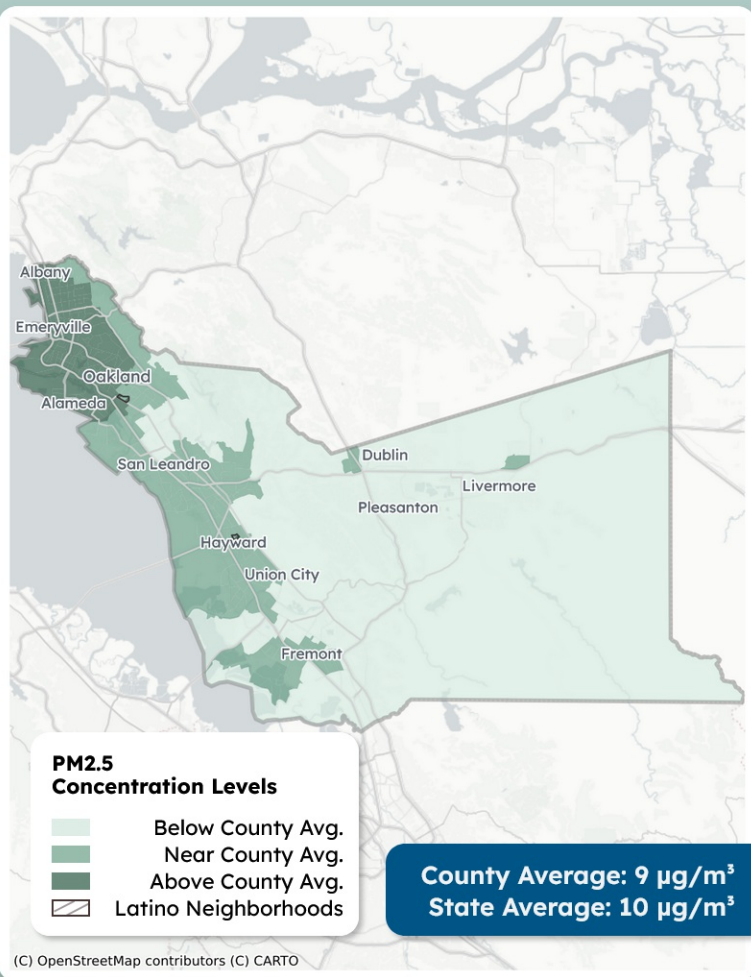 Albany
Emeryville
Oakland
Alameda
San Leandro
Dublin
Livermore
Pleasanton
Hayward
Union City
Fremont
PM2.5
Concentration Levels
Below County Avg.
Near County Avg.
Above County Avg.
Latino Neighborhoods
County Average: 9 μg/m³
State Average: 10 μg/m³
(C) OpenStreetMap contributors (C) CARTO